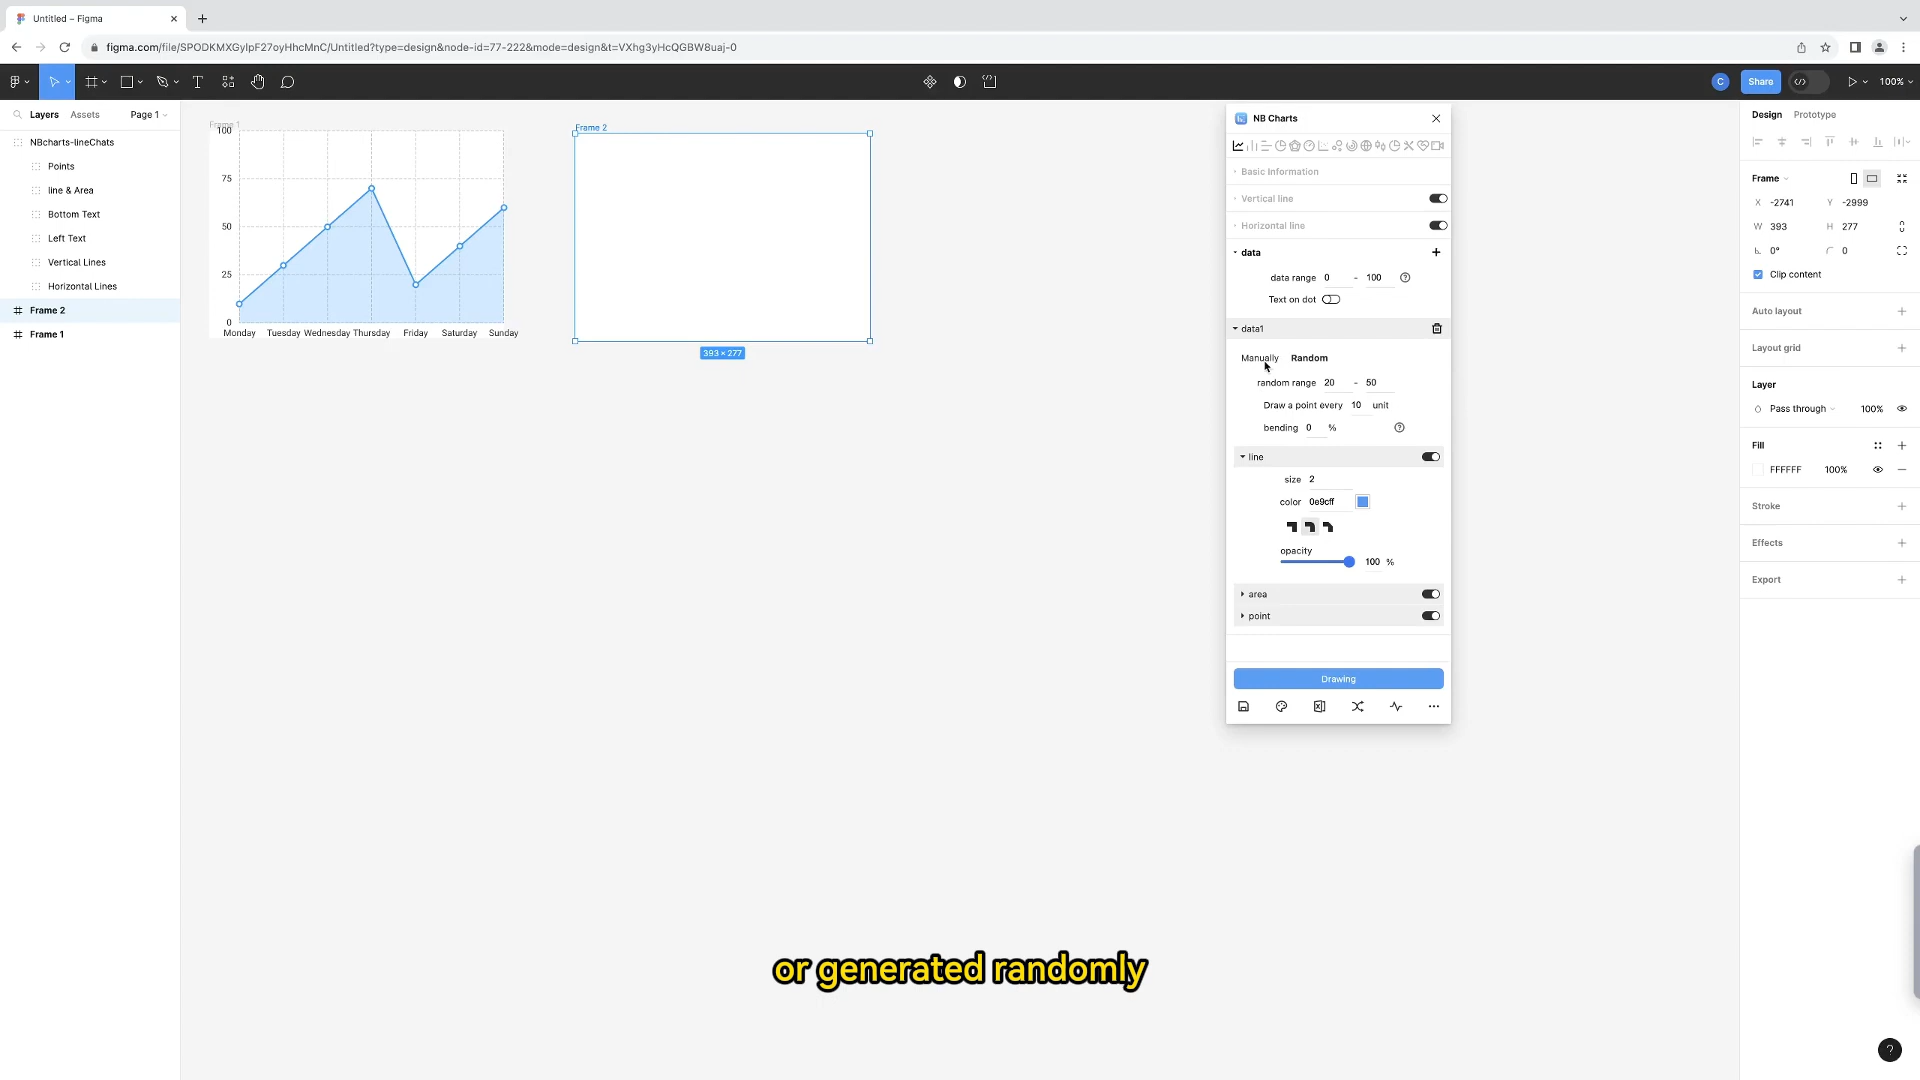 Untitled – Figma
figma.com/file/SPODKMXGylpF27oyHhcMnC/Untitled?type=design&node-id=77-222&mode=design&t=VXhg3yHcQGBW8uaj-0
C
Share
100%
Layers
Assets
Page 1
NBcharts-lineChats
Points
line & Area
Bottom Text
Left Text
Vertical Lines
Horizontal Lines
Frame 2
Frame 1
Frame 1
100
75
50
25
0
Monday Tuesday Wednesday Thursday Friday Saturday Sunday
Frame 2
393 × 277
NB Charts
Basic Information
Vertical line
Horizontal line
data
data range 0 - 100
Text on dot
data1
Manually Random
random range 20 - 50
Draw a point every 10 unit
bending 0 %
line
size 2
color 0e9cff
opacity
100 %
area
point
Drawing
Design
Prototype
Frame
X -2741 Y -2999
W 393 H 277
0° 0
Clip content
Auto layout
Layout grid
Layer
Pass through 100%
Fill
FFFFFF 100%
Stroke
Effects
Export
or generated randomly
?